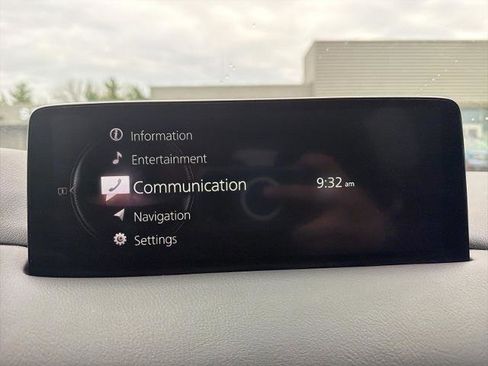 Information
Entertainment
Communication
9:32 am
Navigation
Settings